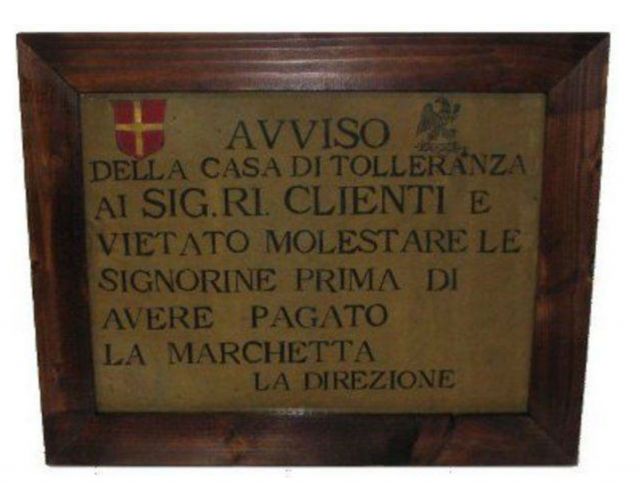 AVVISO
DELLA CASA DI TOLLERANZA
AI SIG.RI. CLIENTI E
VIETATO MOLESTARE LE
SIGNORINE PRIMA DI
AVERE PAGATO
LA MARCHETTA
LA DIREZIONE